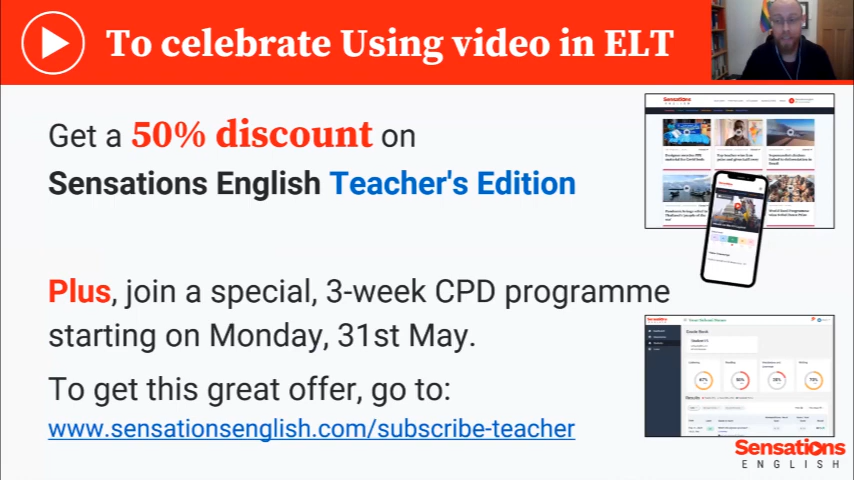 To celebrate Using video in ELT
Get a 50% discount on
Sensations English Teacher's Edition
Plus, join a special, 3-week CPD programme
starting on Monday, 31st May.
To get this great offer, go to:
www.sensationsenglish.com/subscribe-teacher
Sensations
ENGLISH